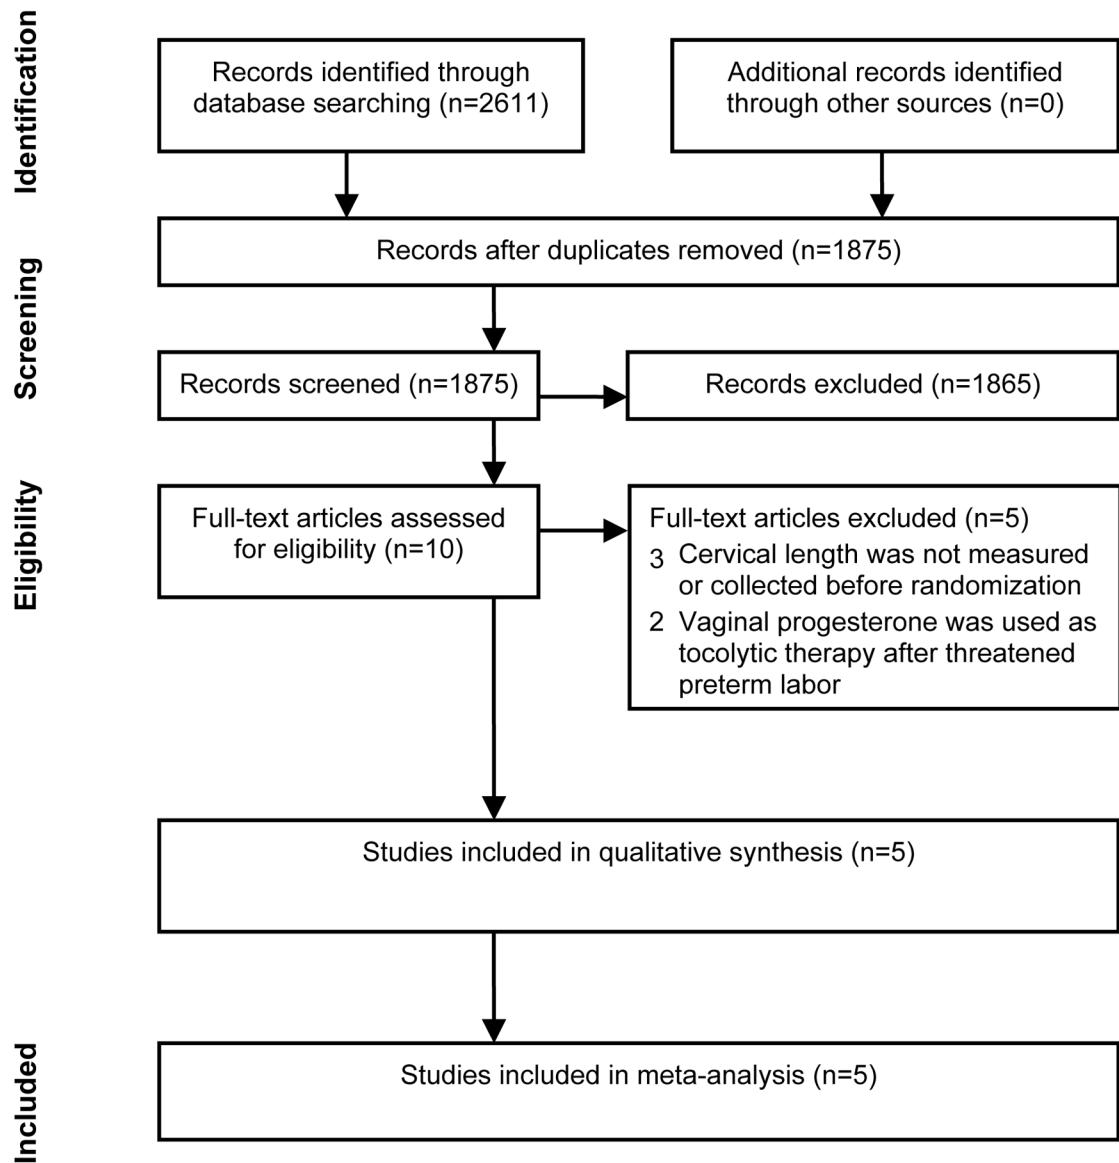 Identification
Records identified through
database searching (n=2611)
Additional records identified
through other sources (n=0)
Records after duplicates removed (n=1875)
Screening
Records screened (n=1875)
Records excluded (n=1865)
Eligibility
Full-text articles assessed
for eligibility (n=10)
Full-text articles excluded (n=5)
3 Cervical length was not measured
or collected before randomization
2 Vaginal progesterone was used as
tocolytic therapy after threatened
preterm labor
Studies included in qualitative synthesis (n=5)
Included
Studies included in meta-analysis (n=5)